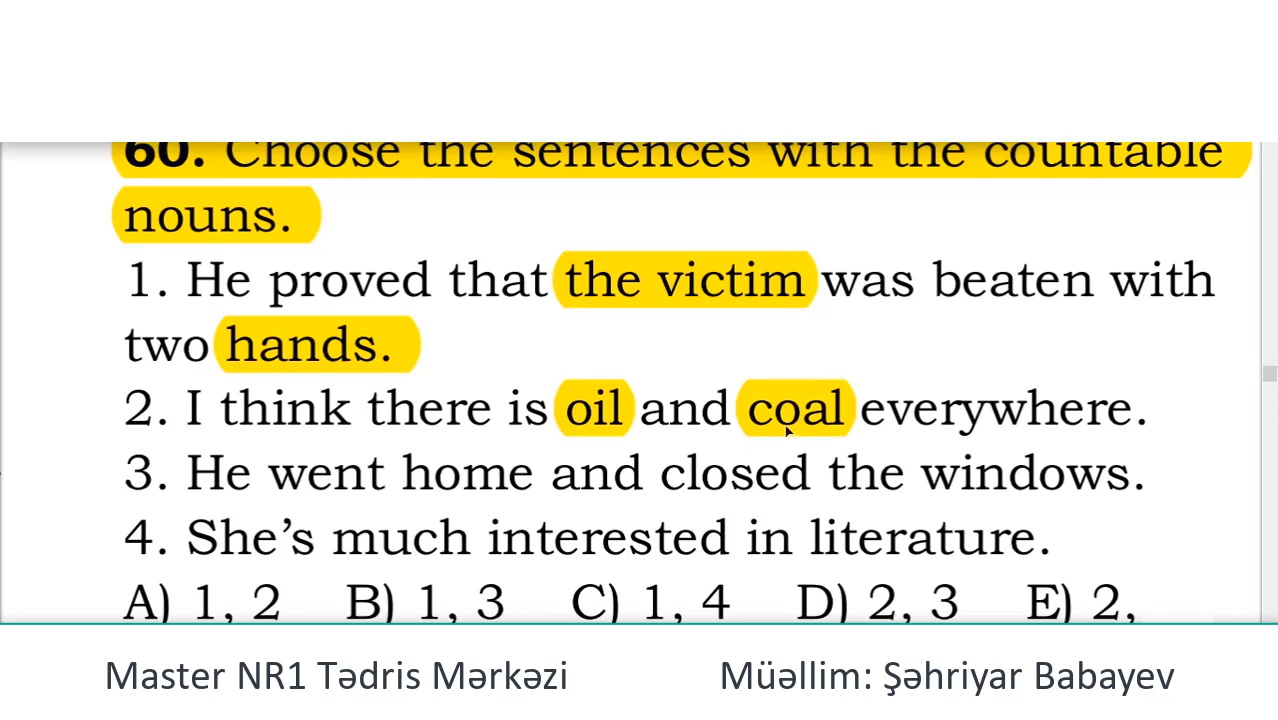 60. Choose the sentences with the countable
nouns.
1. He proved that the victim was beaten with
two hands.
2. I think there is oil and coal everywhere.
3. He went home and closed the windows.
4. She’s much interested in literature.
A) 1, 2 B) 1, 3 C) 1, 4 D) 2, 3 E) 2,
Master NR1 Tədris Mərkəzi Müəllim: Şəhriyar Babayev